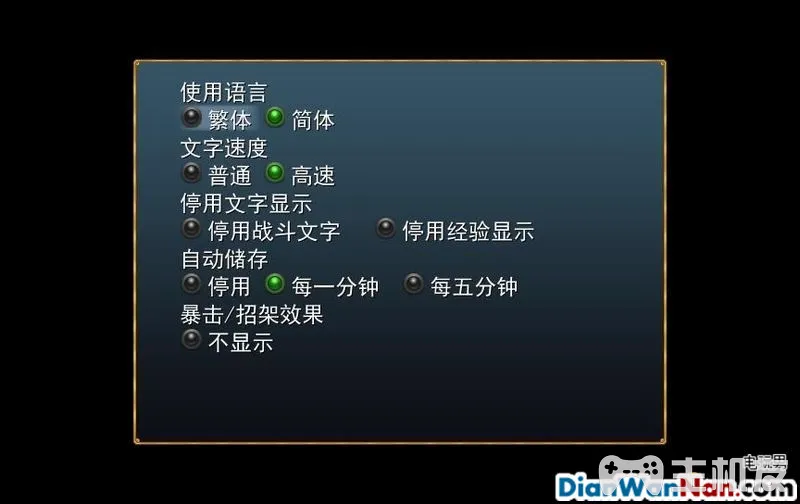 使用语言
繁体 简体
文字速度
普通 高速
停用文字显示
停用战斗文字 停用经验显示
自动储存
停用 每一分钟 每五分钟
暴击/招架效果
不显示
电玩男
主机爱
DianWanNan.com